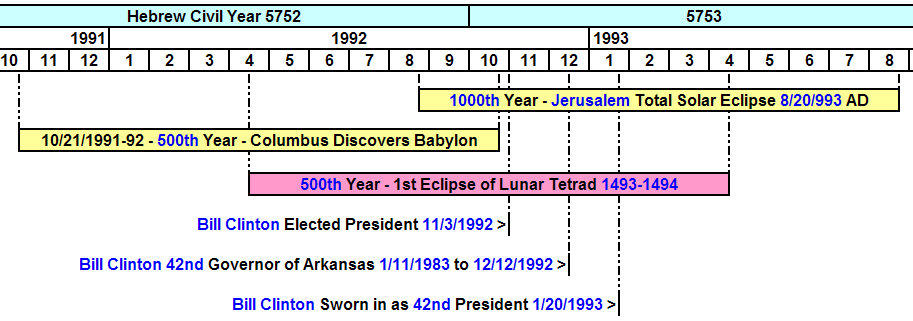 Hebrew Civil Year 5752 5753
1991 1992 1993
10 11 12 1 2 3 4 5 6 7 8 9 10 11 12 1 2 3 4 5 6 7 8
1000th Year - Jerusalem Total Solar Eclipse 8/20/993 AD
10/21/1991-92 - 500th Year - Columbus Discovers Babylon
500th Year - 1st Eclipse of Lunar Tetrad 1493-1494
Bill Clinton Elected President 11/3/1992 >
Bill Clinton 42nd Governor of Arkansas 1/11/1983 to 12/12/1992 >
Bill Clinton Sworn in as 42nd President 1/20/1993 >